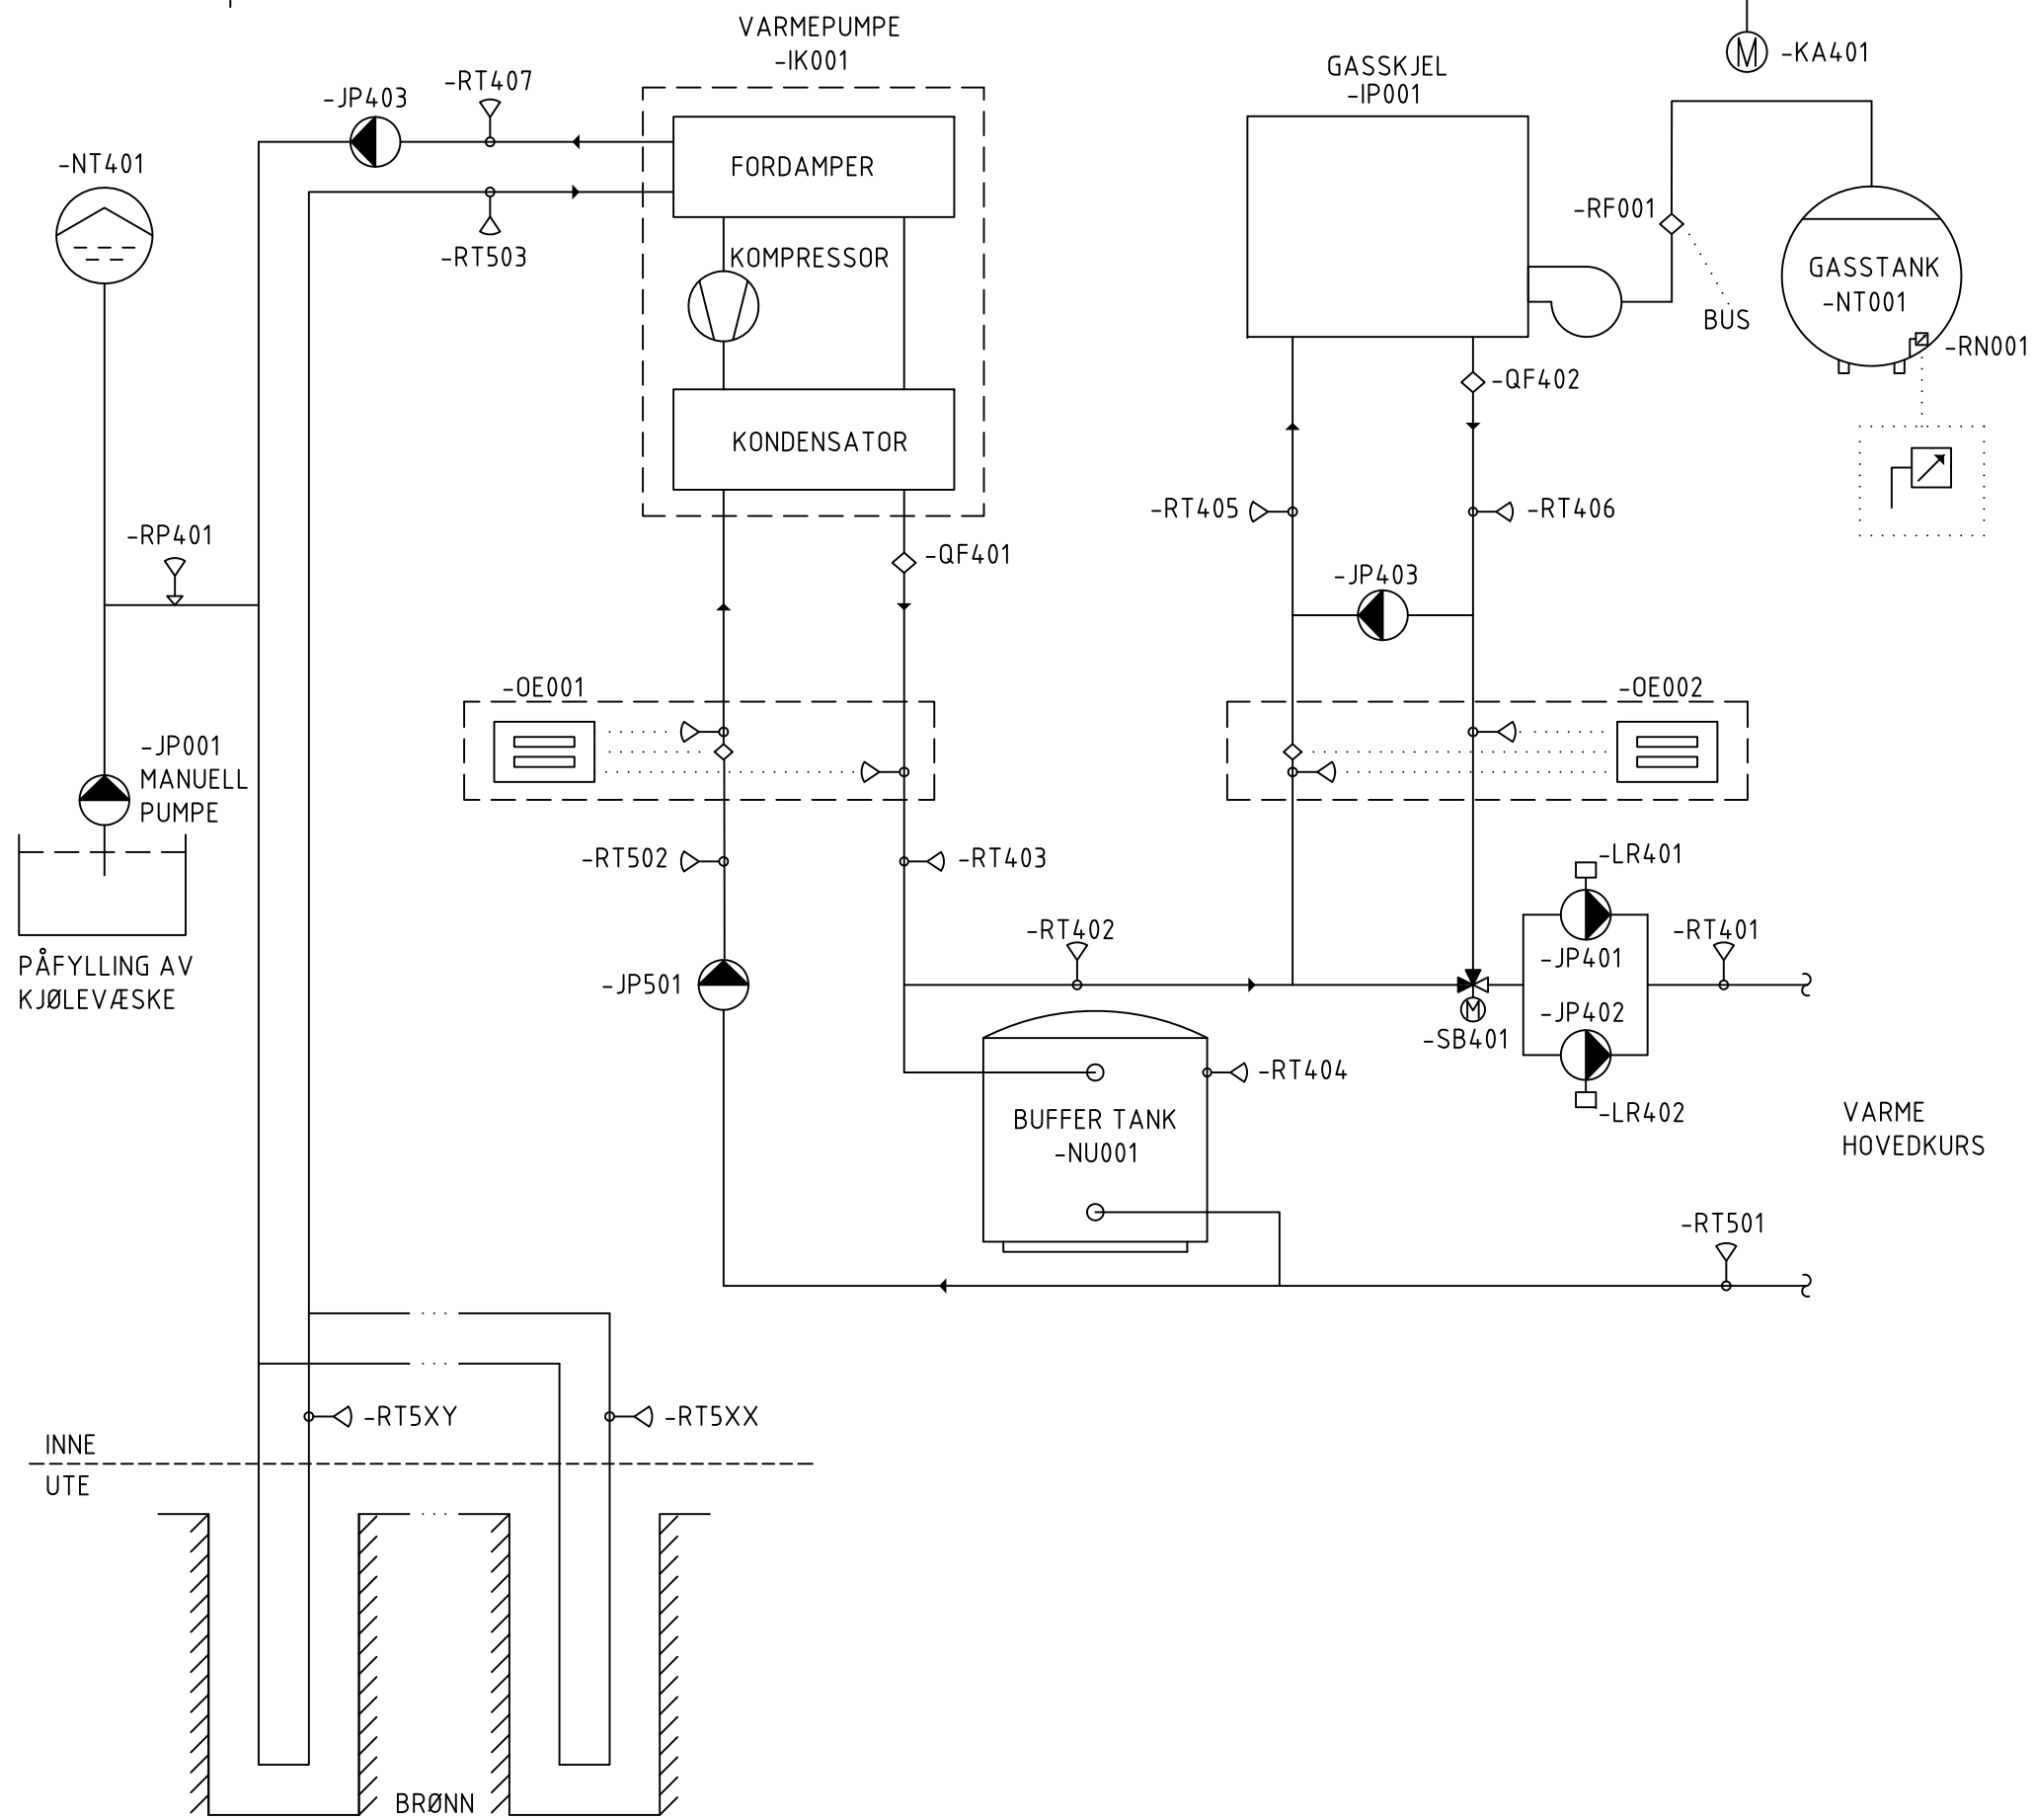 VARMEPUMPE
-IK001
-KA401
M
GASSKJEL
-IP001
-RT407
-JP403
-NT401
FORDAMPER
-RF001
-RT503
KOMPRESSOR
GASSTANK
-NT001
BUS
-RN001
-QF402
KONDENSATOR
-RT405
-RT406
-RP401
-QF401
-JP403
-OE001
-OE002
-JP001
MANUELL
PUMPE
-RT502
-RT403
-LR401
-RT402
-RT401
-JP401
PÅFYLLING AV
KJØLEVÆSKE
-JP501
-JP402
M
-SB401
-RT404
-LR402
BUFFER TANK
-NU001
VARME
HOVEDKURS
-RT501
-RT5XY
-RT5XX
INNE
UTE
BRØNN